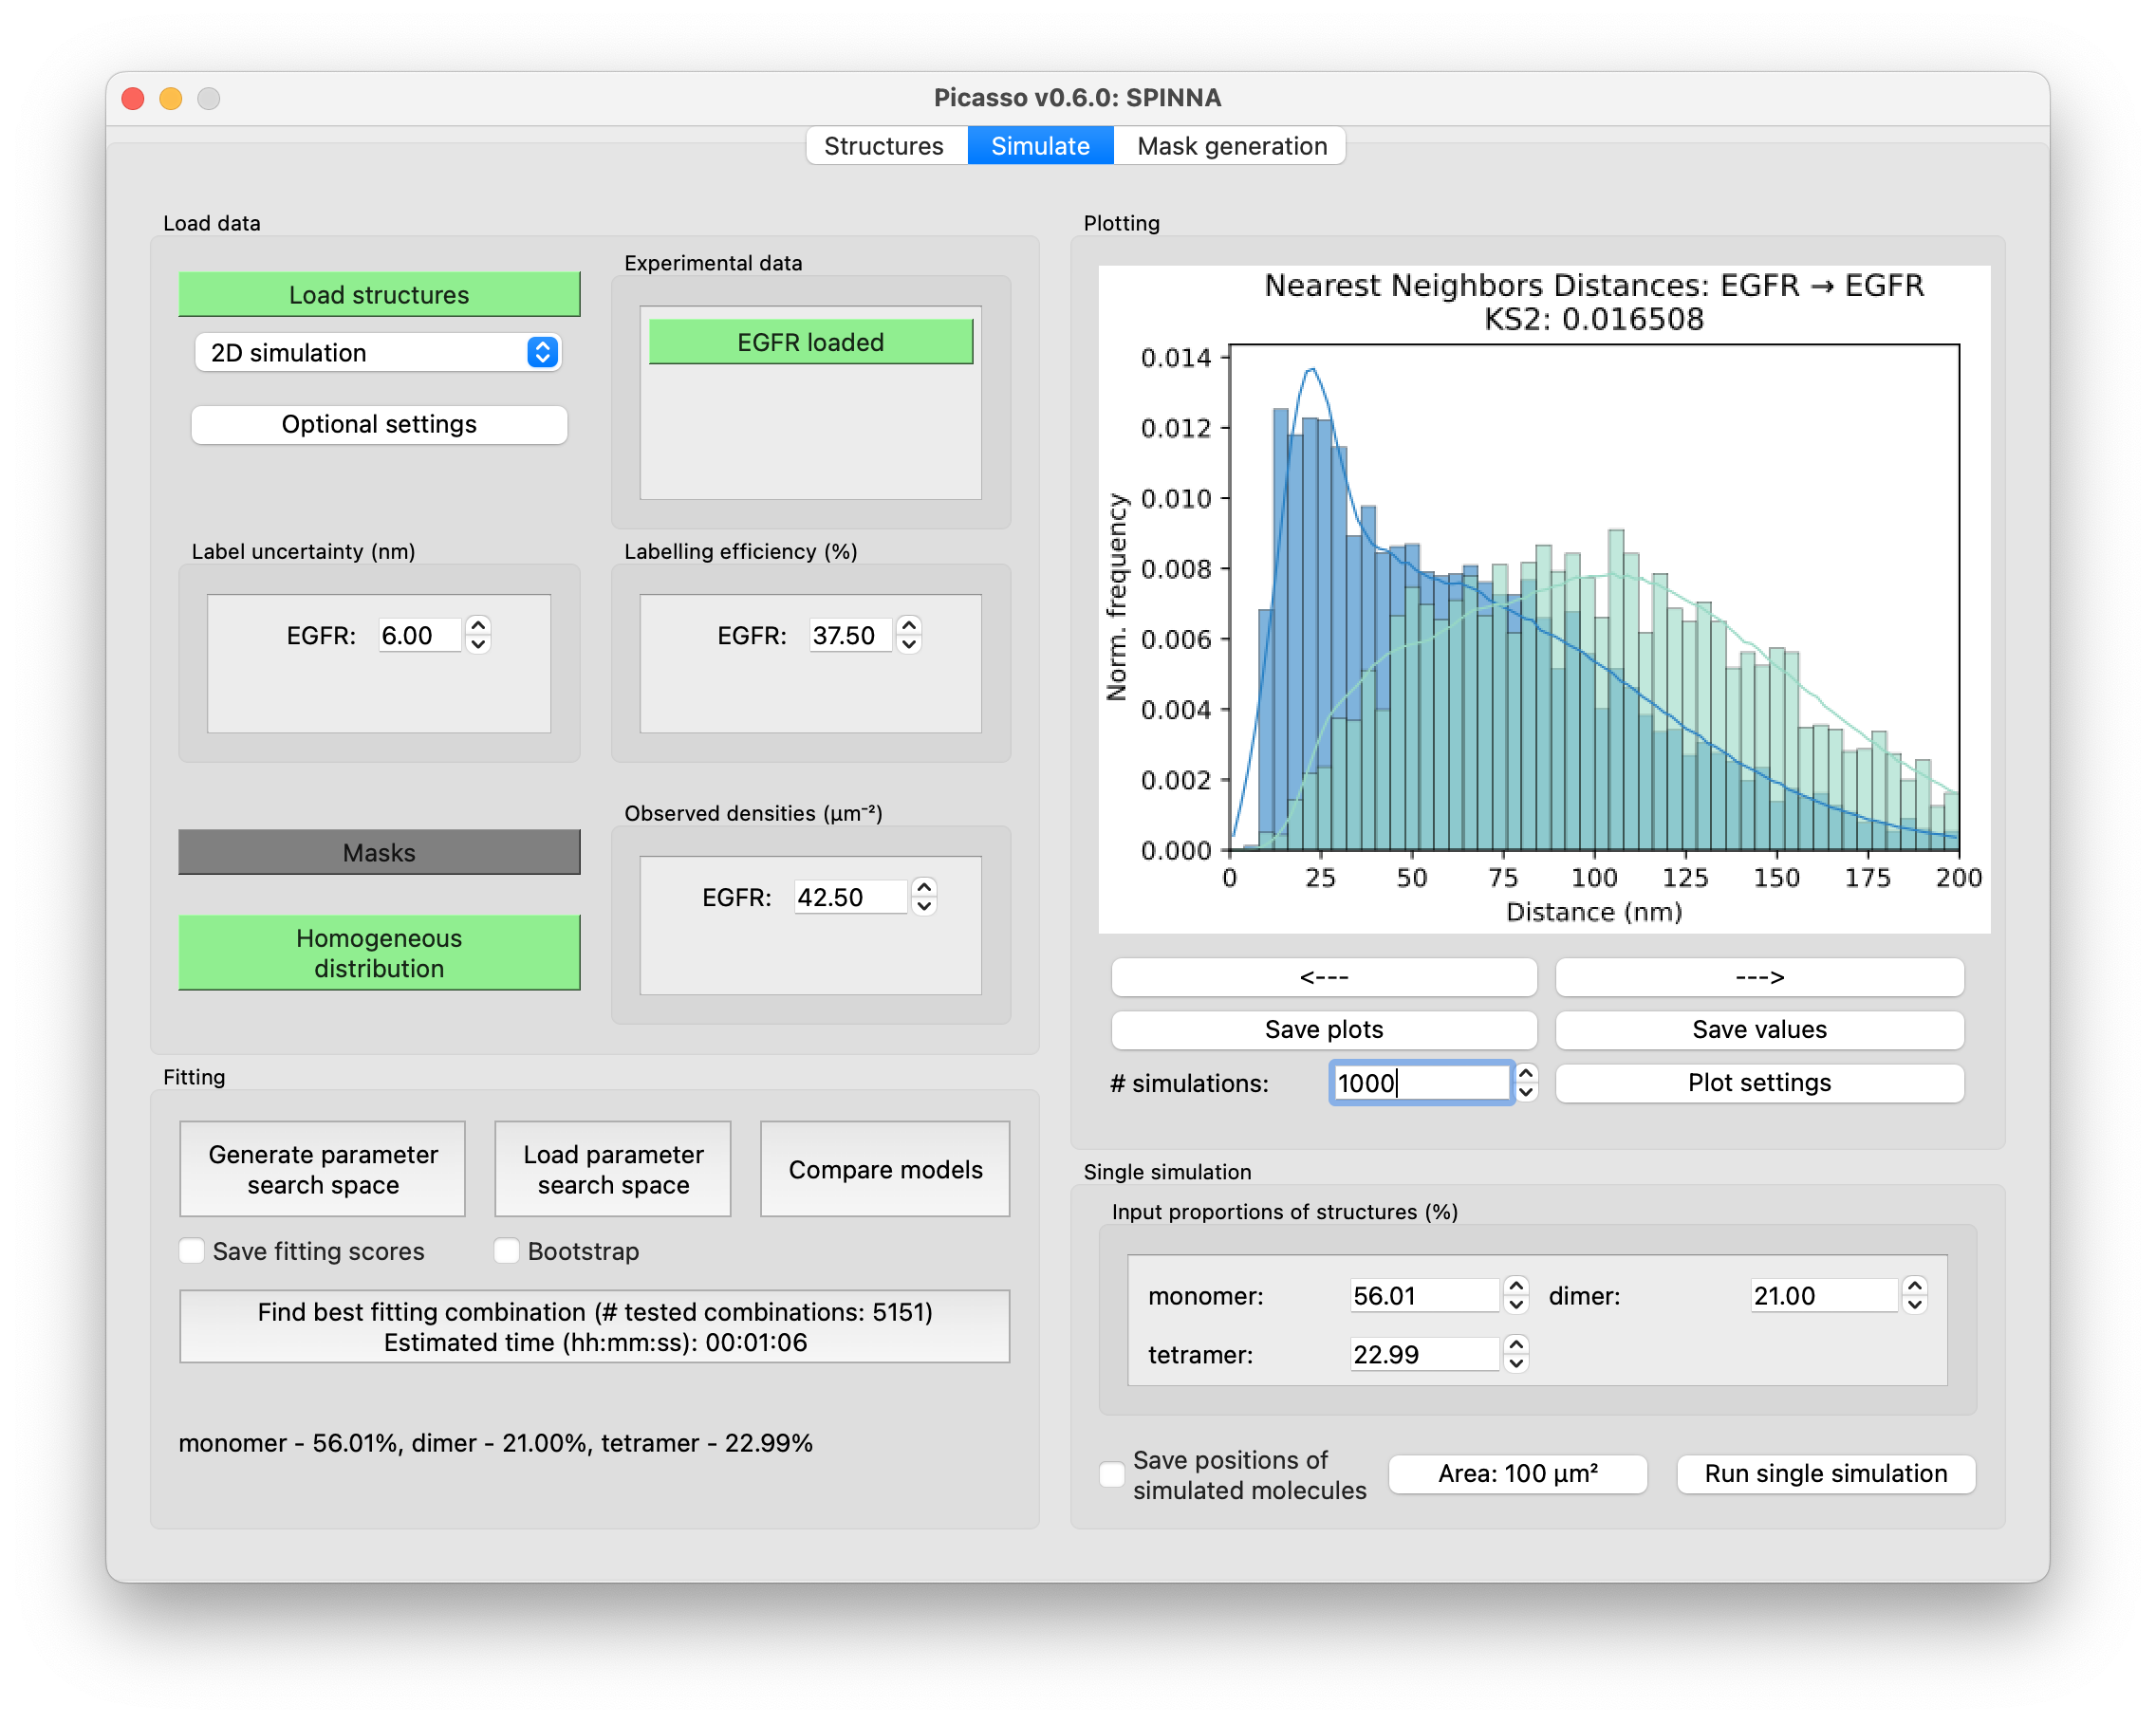 Picasso v0.6.0: SPINNA
Structures
Simulate
Mask generation
Load data
Load structures
2D simulation
Optional settings
Experimental data
EGFR loaded
Label uncertainty (nm)
EGFR: 6.00
Labelling efficiency (%)
EGFR: 37.50
Masks
Homogeneous
distribution
Observed densities (μm⁻²)
EGFR: 42.50
Fitting
Generate parameter
search space
Load parameter
search space
Compare models
Save fitting scores
Bootstrap
Find best fitting combination (# tested combinations: 5151)
Estimated time (hh:mm:ss): 00:01:06
monomer - 56.01%, dimer - 21.00%, tetramer - 22.99%
Plotting
Nearest Neighbors Distances: EGFR → EGFR
KS2: 0.016508
Norm. frequency
0.014
0.012
0.010
0.008
0.006
0.004
0.002
0.000
0 25 50 75 100 125 150 175 200
Distance (nm)
<---
--->
Save plots
Save values
# simulations: 1000
Plot settings
Single simulation
Input proportions of structures (%)
monomer: 56.01 dimer: 21.00
tetramer: 22.99
Save positions of
simulated molecules
Area: 100 μm²
Run single simulation